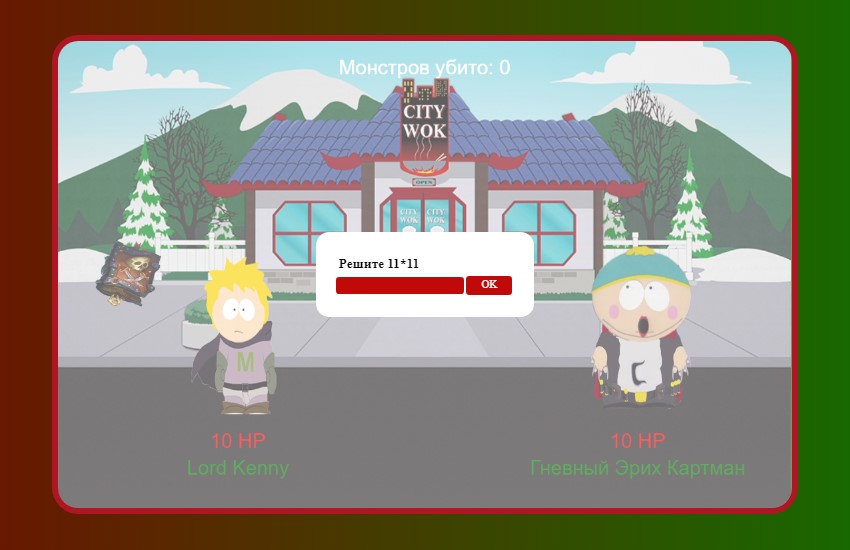 Монстров убито: 0
CITY
WOK
OPEN
CITY CITY
WOK WOK
Решите 11*11
OK
M
10 HP
10 HP
Lord Kenny
Гневный Эрих Картман